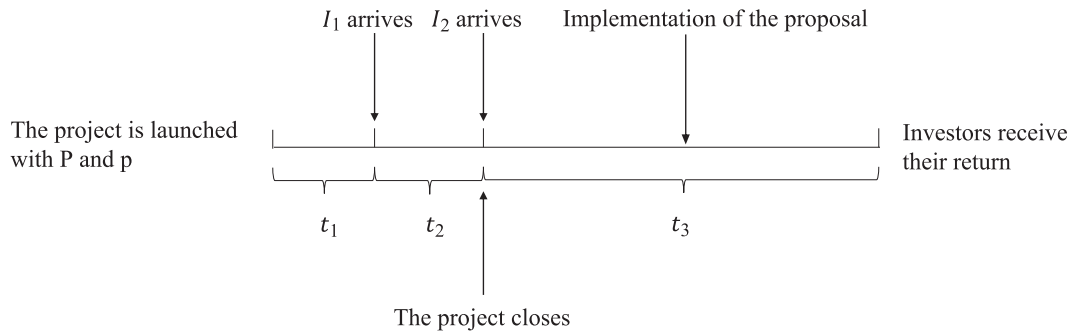 I₁ arrives
I₂ arrives
Implementation of the proposal
The project is launched
with P and p
Investors receive
their return
t₁
t₂
t₃
The project closes